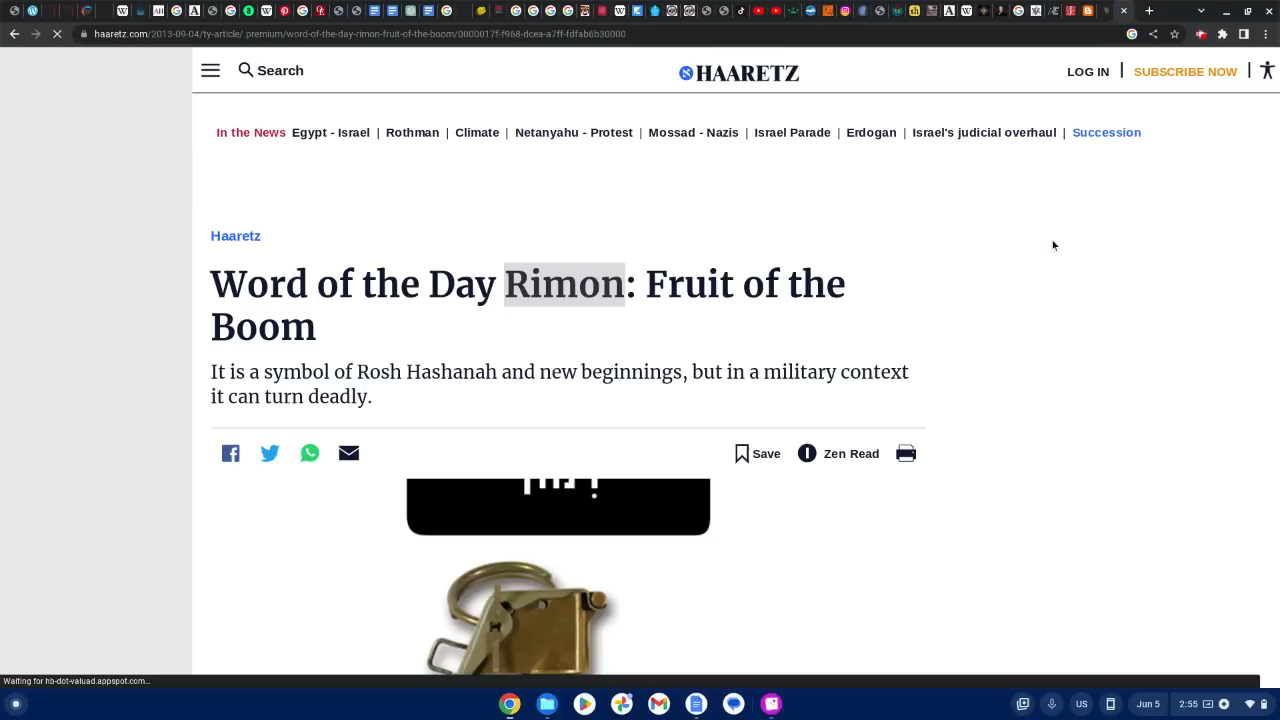 haaretz.com/2013-09-04/ty-article/.premium/word-of-the-day-rimon-fruit-of-the-boom/0000017f-f968-dcea-a7ff-fdfab6b30000
Search
HAARETZ
LOG IN | SUBSCRIBE NOW |
In the News Egypt - Israel | Rothman | Climate | Netanyahu - Protest | Mossad - Nazis | Israel Parade | Erdogan | Israel's judicial overhaul | Succession
Haaretz
Word of the Day Rimon: Fruit of the
Boom
It is a symbol of Rosh Hashanah and new beginnings, but in a military context
it can turn deadly.
Save Zen Read
Waiting for hb-dot-valuad.appspot.com...
US Jun 5 2:55